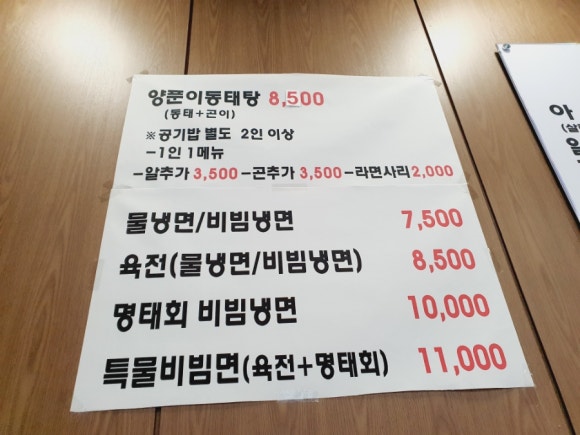 양푼이동태탕 8,500
(동태+곤이)
※공기밥 별도 2인 이상
-1인 1메뉴
-알추가 3,500 -곤추가 3,500 -라면사리 2,000
물냉면/비빔냉면 7,500
육전(물냉면/비빔냉면) 8,500
명태회 비빔냉면 10,000
특물비빔면(육전+명태회) 11,000
아